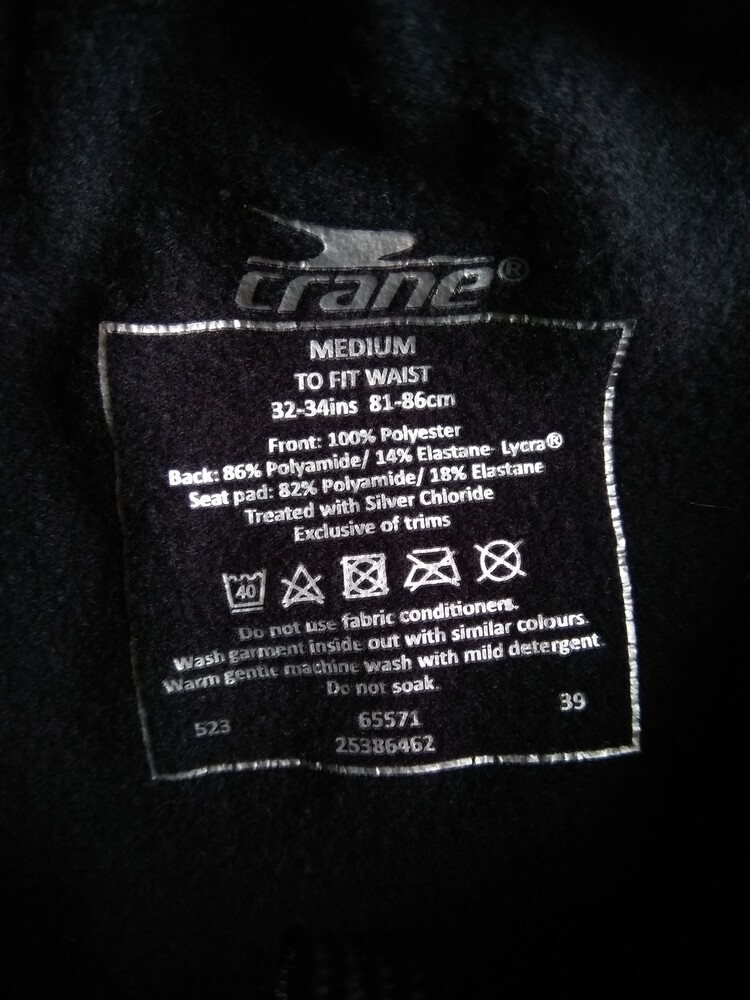 crane®
MEDIUM
TO FIT WAIST
32-34ins 81-86cm
Front: 100% Polyester
Back: 86% Polyamide/ 14% Elastane- Lycra®
Seat pad: 82% Polyamide/ 18% Elastane
Treated with Silver Chloride
Exclusive of trims
40
Do not use fabric conditioners.
Wash garment inside out with similar colours.
Warm gentle machine wash with mild detergent.
Do not soak.
523 65571 39
25386462